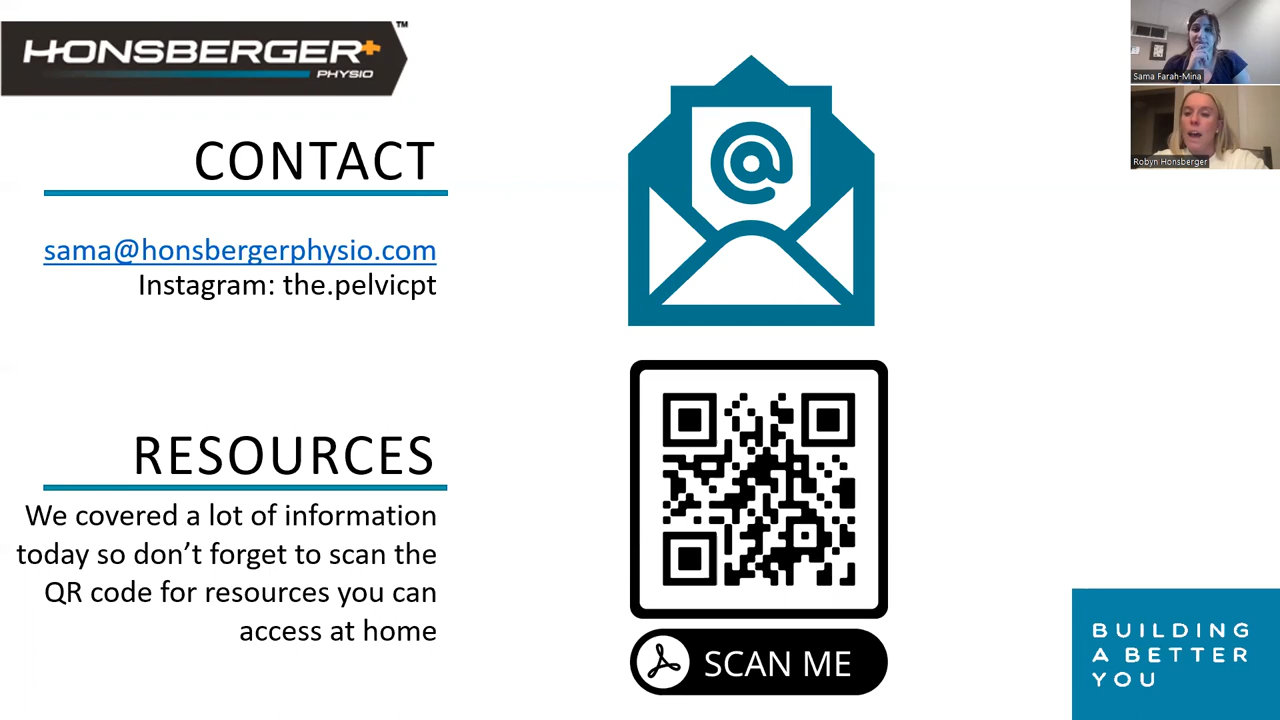 HONSBERGER+
PHYSIO
TM
CONTACT
sama@honsbergerphysio.com
Instagram: the.pelvicpt
RESOURCES
We covered a lot of information
today so don’t forget to scan the
QR code for resources you can
access at home
@
SCAN ME
Sama Farah-Mina
Robyn Honsberger
BUILDING
A BETTER
YOU